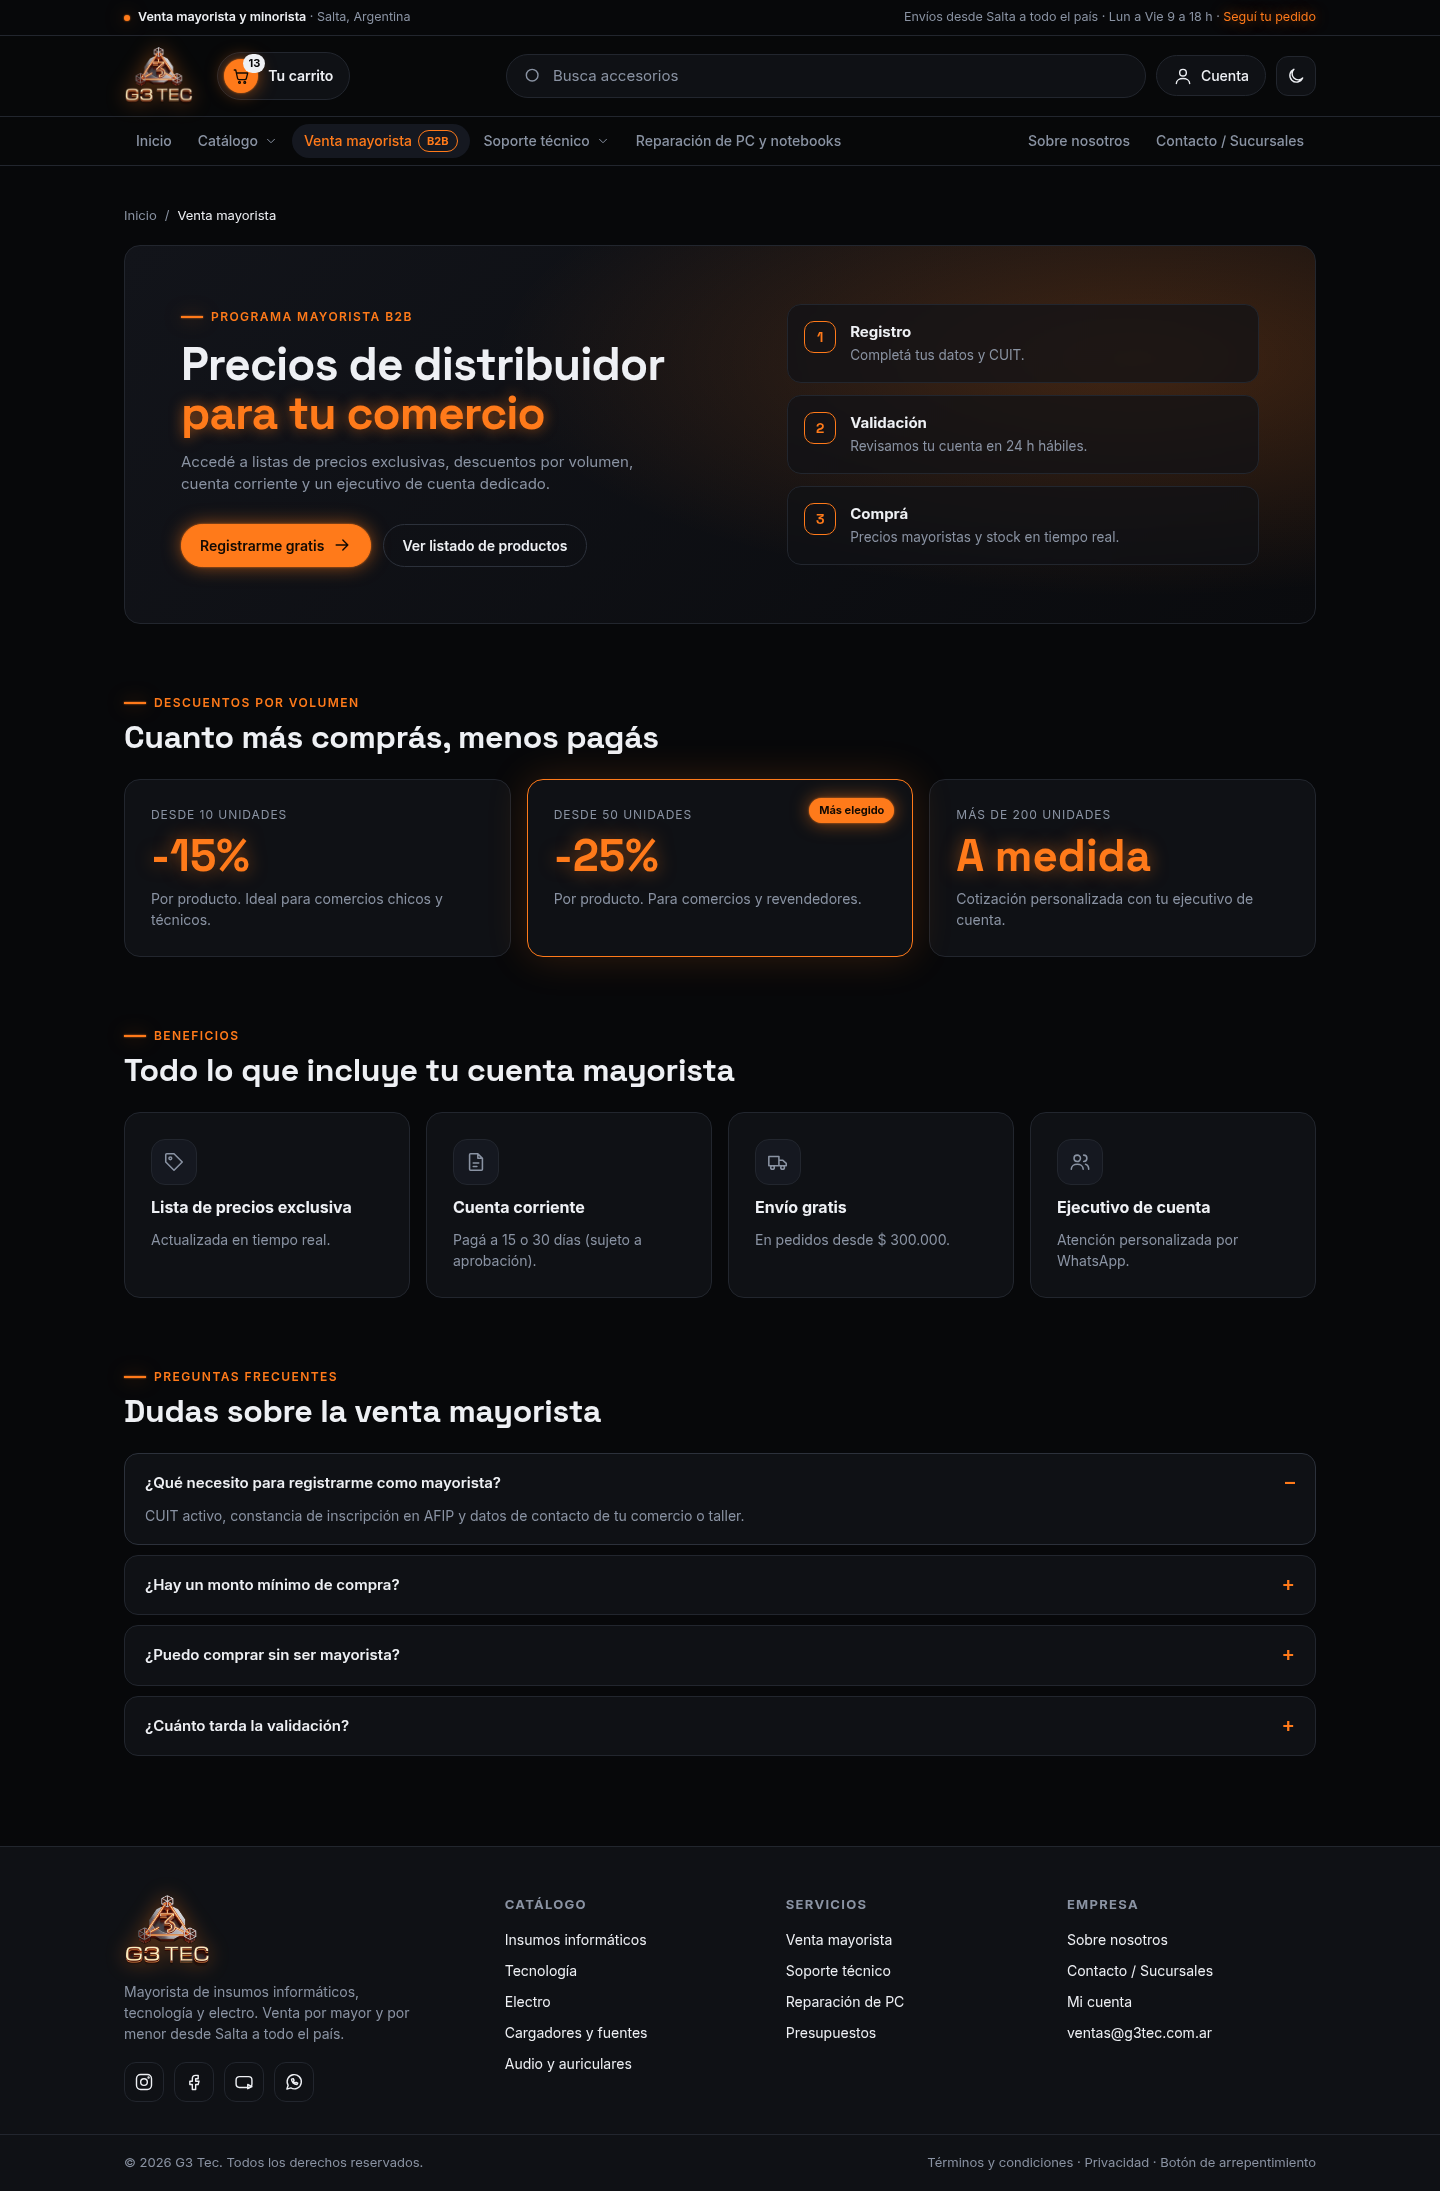 Venta mayorista y minorista · Salta, Argentina
Envíos desde Salta a todo el país · Lun a Vie 9 a 18 h · Seguí tu pedido
G3 TEC
13
Tu carrito
Busca accesorios
Cuenta
Inicio
Catálogo
Venta mayorista B2B
Soporte técnico
Reparación de PC y notebooks
Sobre nosotros
Contacto / Sucursales
Inicio / Venta mayorista
PROGRAMA MAYORISTA B2B
Precios de distribuidor
para tu comercio
Accedé a listas de precios exclusivas, descuentos por volumen,
cuenta corriente y un ejecutivo de cuenta dedicado.
Registrarme gratis
Ver listado de productos
1
Registro
Completá tus datos y CUIT.
2
Validación
Revisamos tu cuenta en 24 h hábiles.
3
Comprá
Precios mayoristas y stock en tiempo real.
DESCUENTOS POR VOLUMEN
Cuanto más comprás, menos pagás
DESDE 10 UNIDADES
-15%
Por producto. Ideal para comercios chicos y
técnicos.
DESDE 50 UNIDADES
Más elegido
-25%
Por producto. Para comercios y revendedores.
MÁS DE 200 UNIDADES
A medida
Cotización personalizada con tu ejecutivo de
cuenta.
BENEFICIOS
Todo lo que incluye tu cuenta mayorista
Lista de precios exclusiva
Actualizada en tiempo real.
Cuenta corriente
Pagá a 15 o 30 días (sujeto a
aprobación).
Envío gratis
En pedidos desde $ 300.000.
Ejecutivo de cuenta
Atención personalizada por
WhatsApp.
PREGUNTAS FRECUENTES
Dudas sobre la venta mayorista
¿Qué necesito para registrarme como mayorista?
−
CUIT activo, constancia de inscripción en AFIP y datos de contacto de tu comercio o taller.
¿Hay un monto mínimo de compra?
+
¿Puedo comprar sin ser mayorista?
+
¿Cuánto tarda la validación?
+
G3 TEC
Mayorista de insumos informáticos,
tecnología y electro. Venta por mayor y por
menor desde Salta a todo el país.
CATÁLOGO
Insumos informáticos
Tecnología
Electro
Cargadores y fuentes
Audio y auriculares
SERVICIOS
Venta mayorista
Soporte técnico
Reparación de PC
Presupuestos
EMPRESA
Sobre nosotros
Contacto / Sucursales
Mi cuenta
ventas@g3tec.com.ar
© 2026 G3 Tec. Todos los derechos reservados.
Términos y condiciones · Privacidad · Botón de arrepentimiento